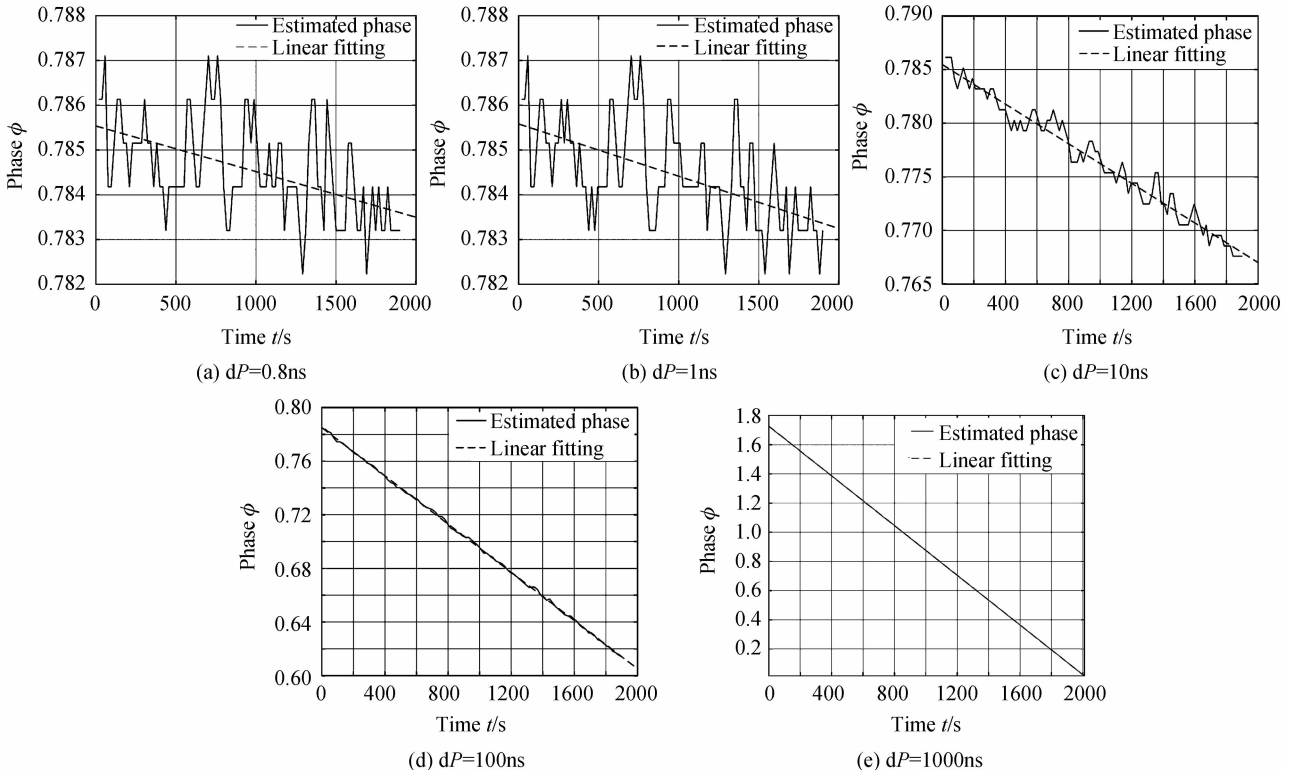 0.788
0.787
0.786
0.785
0.784
0.783
0.782
Phase ϕ
Estimated phase
Linear fitting
0 500 1000 1500 2000
Time t/s
(a) dP=0.8ns
0.788
0.787
0.786
0.785
0.784
0.783
0.782
Phase ϕ
Estimated phase
Linear fitting
0 500 1000 1500 2000
Time t/s
(b) dP=1ns
0.790
0.785
0.780
0.775
0.770
0.765
Phase ϕ
Estimated phase
Linear fitting
0 400 800 1200 1600 2000
Time t/s
(c) dP=10ns
0.80
0.76
0.72
0.68
0.64
0.60
Phase ϕ
Estimated phase
Linear fitting
0 400 800 1200 1600 2000
Time t/s
(d) dP=100ns
1.8
1.6
1.4
1.2
1.0
0.8
0.6
0.4
0.2
Phase ϕ
Estimated phase
Linear fitting
0 400 800 1200 1600 2000
Time t/s
(e) dP=1000ns